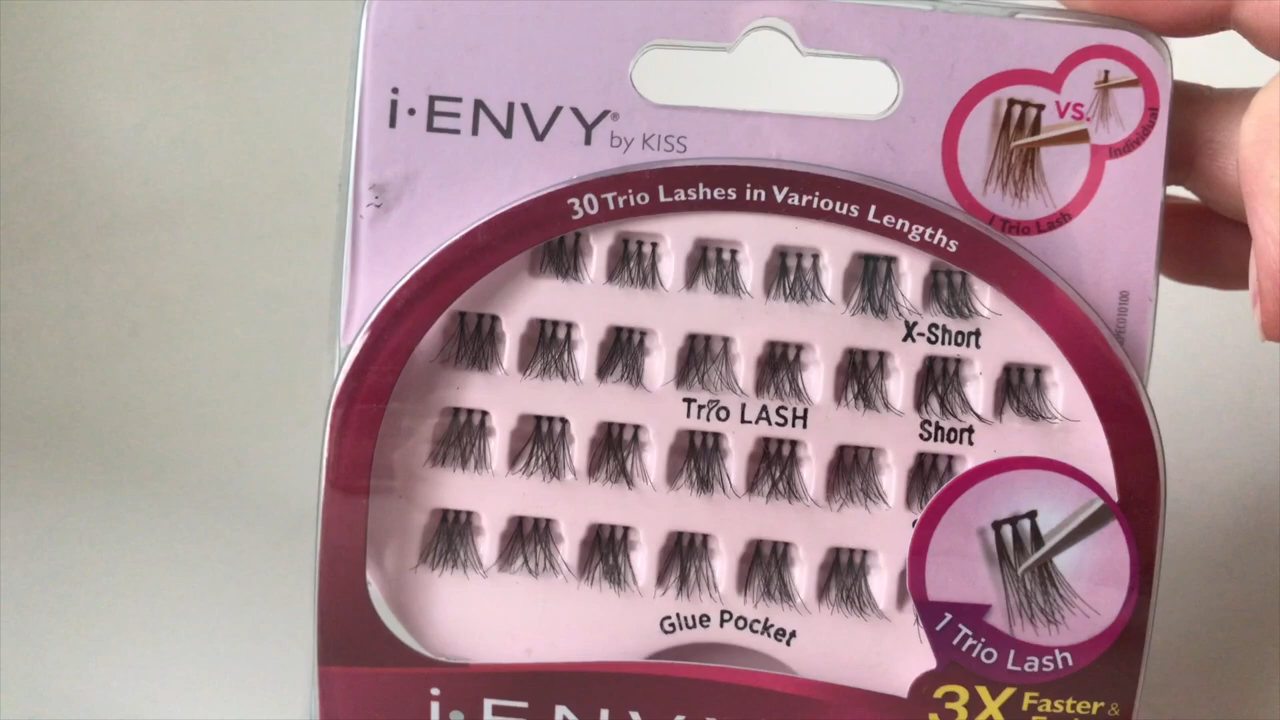 i·ENVY®
by KISS
VS.
individual
1 Trio Lash
30 Trio Lashes in Various Lengths
X-Short
Trio LASH
Short
Glue Pocket
1 Trio Lash
3X Faster &
i·ENVY